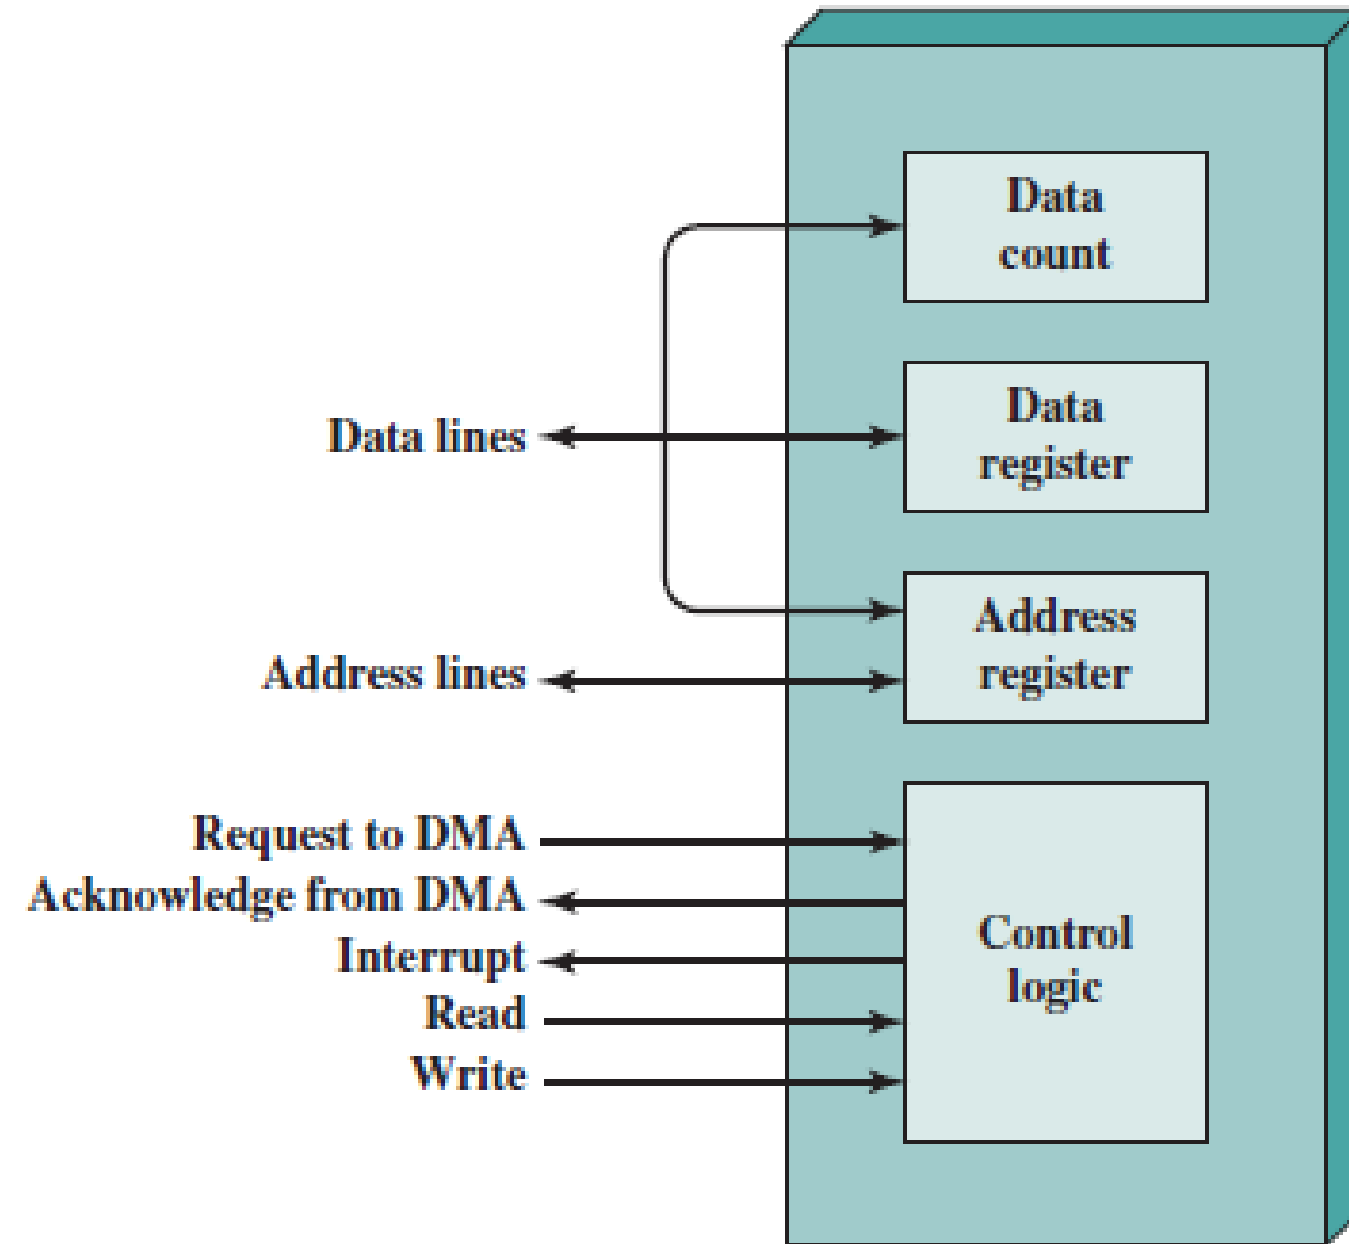 Data
count
Data lines
Data
register
Address lines
Address
register
Request to DMA
Acknowledge from DMA
Interrupt
Read
Write
Control
logic